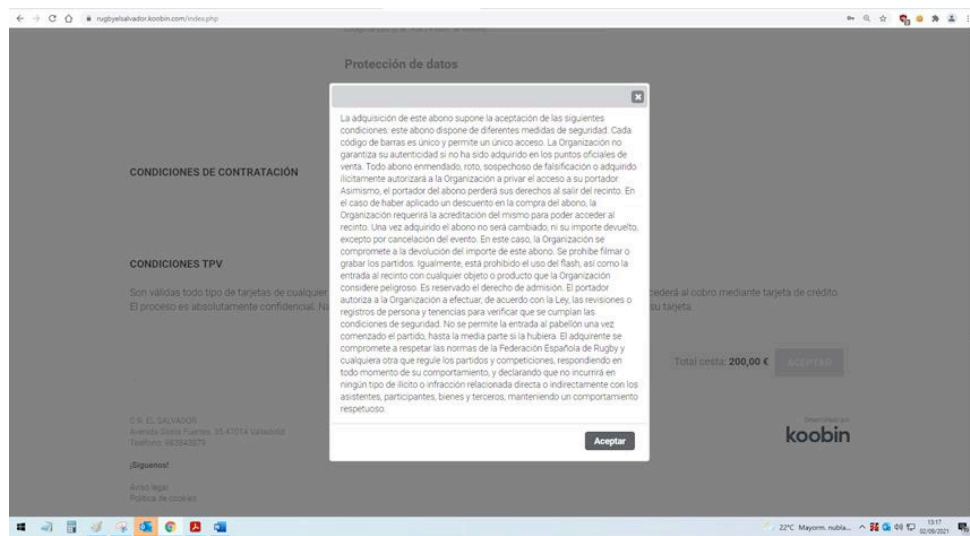 rugbyelsalvador.koobin.com/index.php
Protección de datos
La adquisición de este abono supone la aceptación de las siguientes
condiciones: este abono dispone de diferentes medidas de seguridad. Cada
código de barras es único y permite un único acceso. La Organización no
garantiza su autenticidad si no ha sido adquirido en los puntos oficiales de
venta. Todo abono enmendado, roto, sospechoso de falsificación o adquirido
ilícitamente autorizará a la Organización a privar el acceso a su portador
Asimismo, el portador del abono perderá sus derechos al salir del recinto. En
el caso de haber aplicado un descuento en la compra del abono, la
Organización requerirá la acreditación del mismo para poder acceder al
recinto. Una vez adquirido el abono no será cambiado, ni su importe devuelto,
excepto por cancelación del evento. En este caso, la Organización se
compromete a la devolución del importe de este abono. Se prohíbe filmar o
grabar los partidos. Igualmente, está prohibido el uso del flash, así como la
entrada al recinto con cualquier objeto o producto que la Organización
considere peligroso. Es reservado el derecho de admisión. El portador
autoriza a la Organización a efectuar, de acuerdo con la Ley, las revisiones o
registros de persona y tenencias para verificar que se cumplan las
condiciones de seguridad. No se permite la entrada al pabellón una vez
comenzado el partido, hasta la media parte si la hubiera. El adquirente se
compromete a respetar las normas de la Federación Española de Rugby y
cualquiera otra que regule los partidos y competiciones, respondiendo en
todo momento de su comportamiento, y declarando que no incurrirá en
ningún tipo de ilícito o infracción relacionada directa o indirectamente con los
asistentes, participantes, bienes y terceros, manteniendo un comportamiento
respetuoso.
Aceptar
CONDICIONES DE CONTRATACIÓN
CONDICIONES TPV
Son válidas todo tipo de tarjetas de cualquier cederá al cobro mediante tarjeta de crédito.
El proceso es absolutamente confidencial. Na su tarjeta.
Total cesta: 200,00 € ACEPTAR
C.R. EL SALVADOR
Teléfono:
koobin
¡Síguenos!
Aviso legal
Política de cookies
22°C Mayorm. nubla...
13:17
02/08/2021